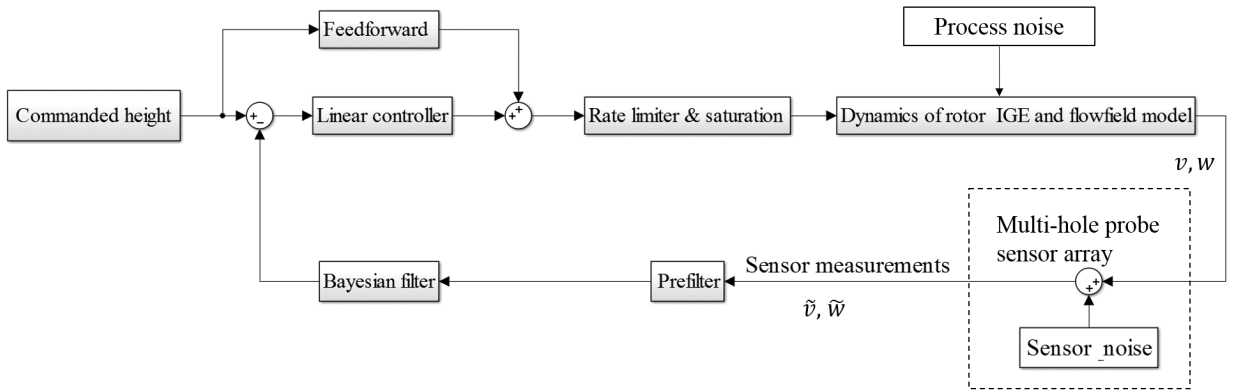 Feedforward
Process noise
Commanded height
+
−
Linear controller
+
+
Rate limiter & saturation
Dynamics of rotor IGE and flowfield model
v, w
Multi-hole probe
sensor array
Bayesian filter
Prefilter
Sensor measurements
ṽ, w̃
+
+
Sensor_noise